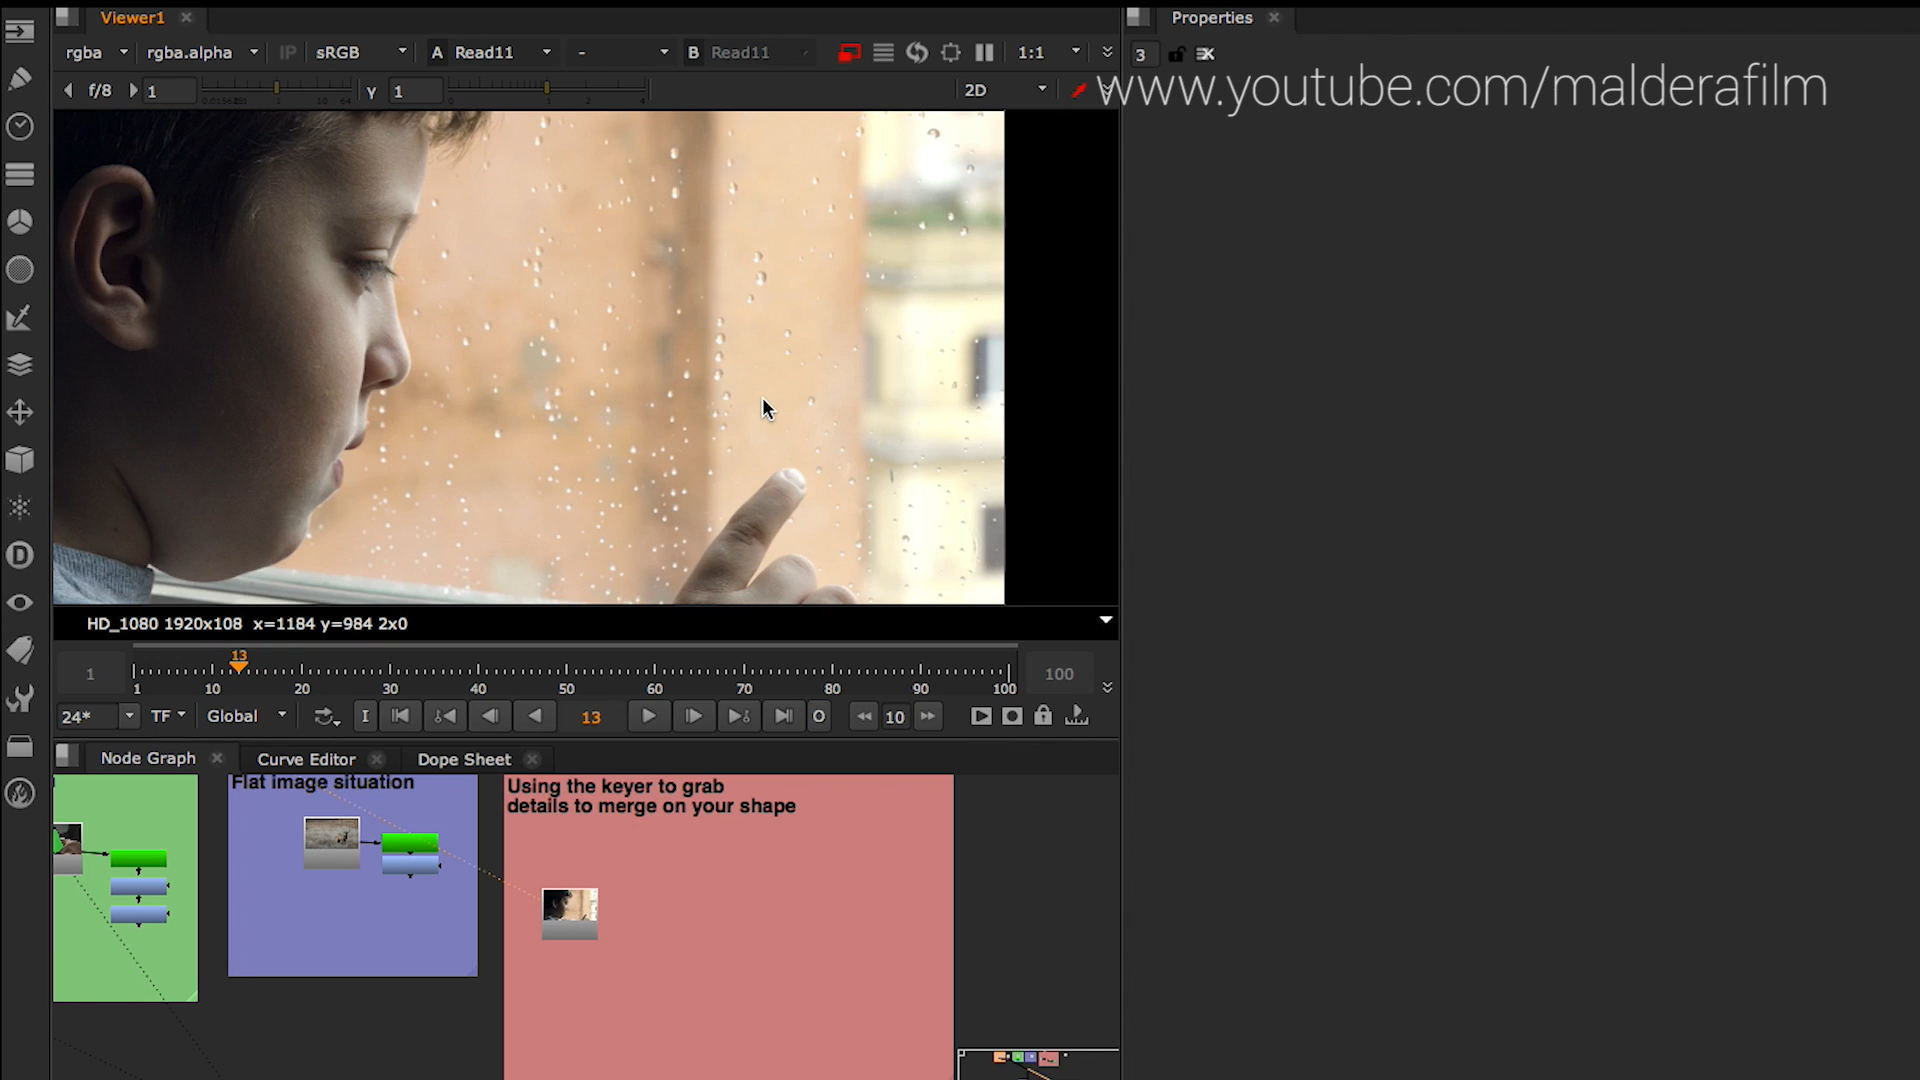 Viewer1
Properties
rgba rgba.alpha IP sRGB A Read11 - B Read11 1:1
3
f/8 1 γ 1 2D
www.youtube.com/malderafilm
HD_1080 1920x108 x=1184 y=984 2x0
13
1 100
1 10 20 30 40 50 60 70 80 90 100
24* TF Global I 13 O 10
Node Graph Curve Editor Dope Sheet
Flat image situation
Using the keyer to grab
details to merge on your shape